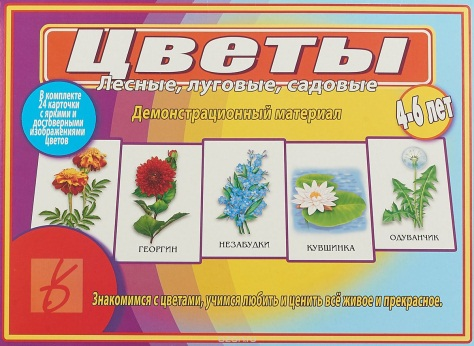 Цветы
Лесные, луговые, садовые
Демонстрационный материал
4-6 лет
В комплекте
24 карточки
с яркими и
достоверными
изображениями
цветов
ГЕОРГИН
НЕЗАБУДКИ
КУВШИНКА
ОДУВАНЧИК
Знакомимся с цветами, учимся любить и ценить всё живое и прекрасное.